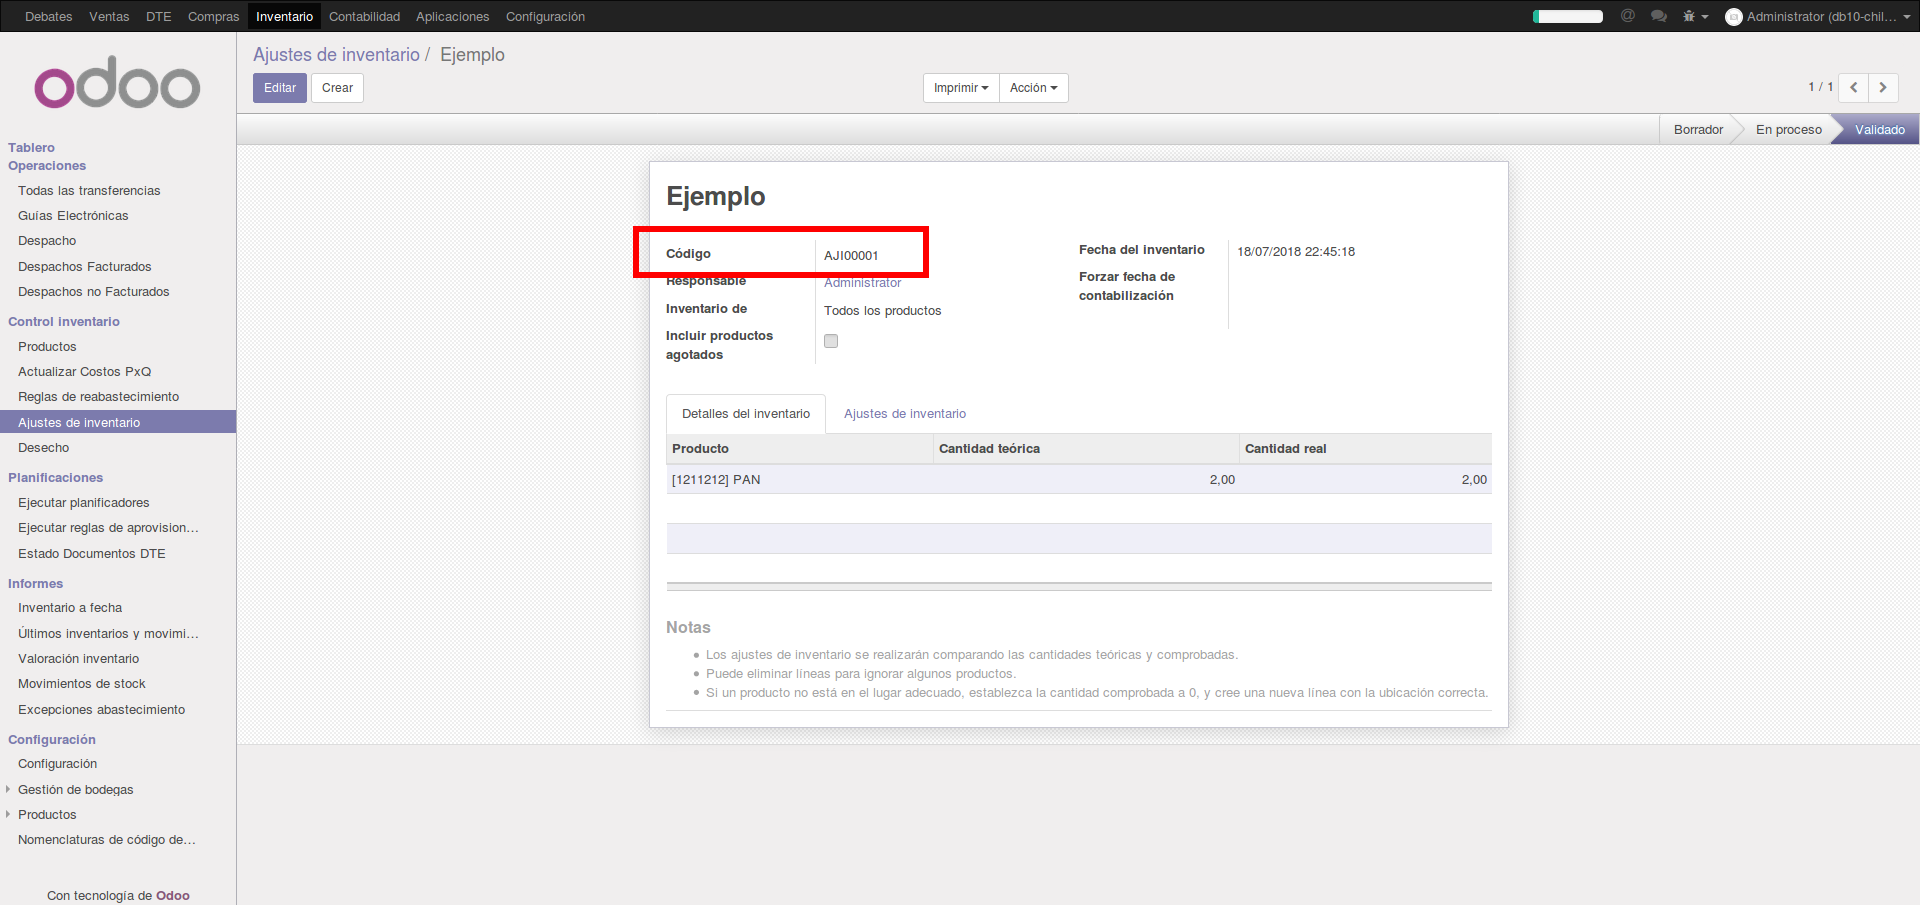 Debates Ventas DTE Compras Inventario Contabilidad Aplicaciones Configuración @ Administrator (db10-chil...
odoo
Ajustes de inventario / Ejemplo
Editar Crear Imprimir Acción 1 / 1
Borrador En proceso Validado
Tablero
Operaciones
Todas las transferencias
Guías Electrónicas
Despacho
Despachos Facturados
Despachos no Facturados
Control inventario
Productos
Actualizar Costos PxQ
Reglas de reabastecimiento
Ajustes de inventario
Desecho
Planificaciones
Ejecutar planificadores
Ejecutar reglas de aprovision...
Estado Documentos DTE
Informes
Inventario a fecha
Últimos inventarios y movimi...
Valoración inventario
Movimientos de stock
Excepciones abastecimiento
Configuración
Configuración
Gestión de bodegas
Productos
Nomenclaturas de código de...
Con tecnología de Odoo
Ejemplo
Código AJI00001
Responsable Administrator
Inventario de Todos los productos
Incluir productos
agotados
Fecha del inventario 18/07/2018 22:45:18
Forzar fecha de
contabilización
Detalles del inventario Ajustes de inventario
Producto Cantidad teórica Cantidad real
[1211212] PAN 2,00 2,00
Notas
• Los ajustes de inventario se realizarán comparando las cantidades teóricas y comprobadas.
• Puede eliminar líneas para ignorar algunos productos.
• Si un producto no está en el lugar adecuado, establezca la cantidad comprobada a 0, y cree una nueva línea con la ubicación correcta.